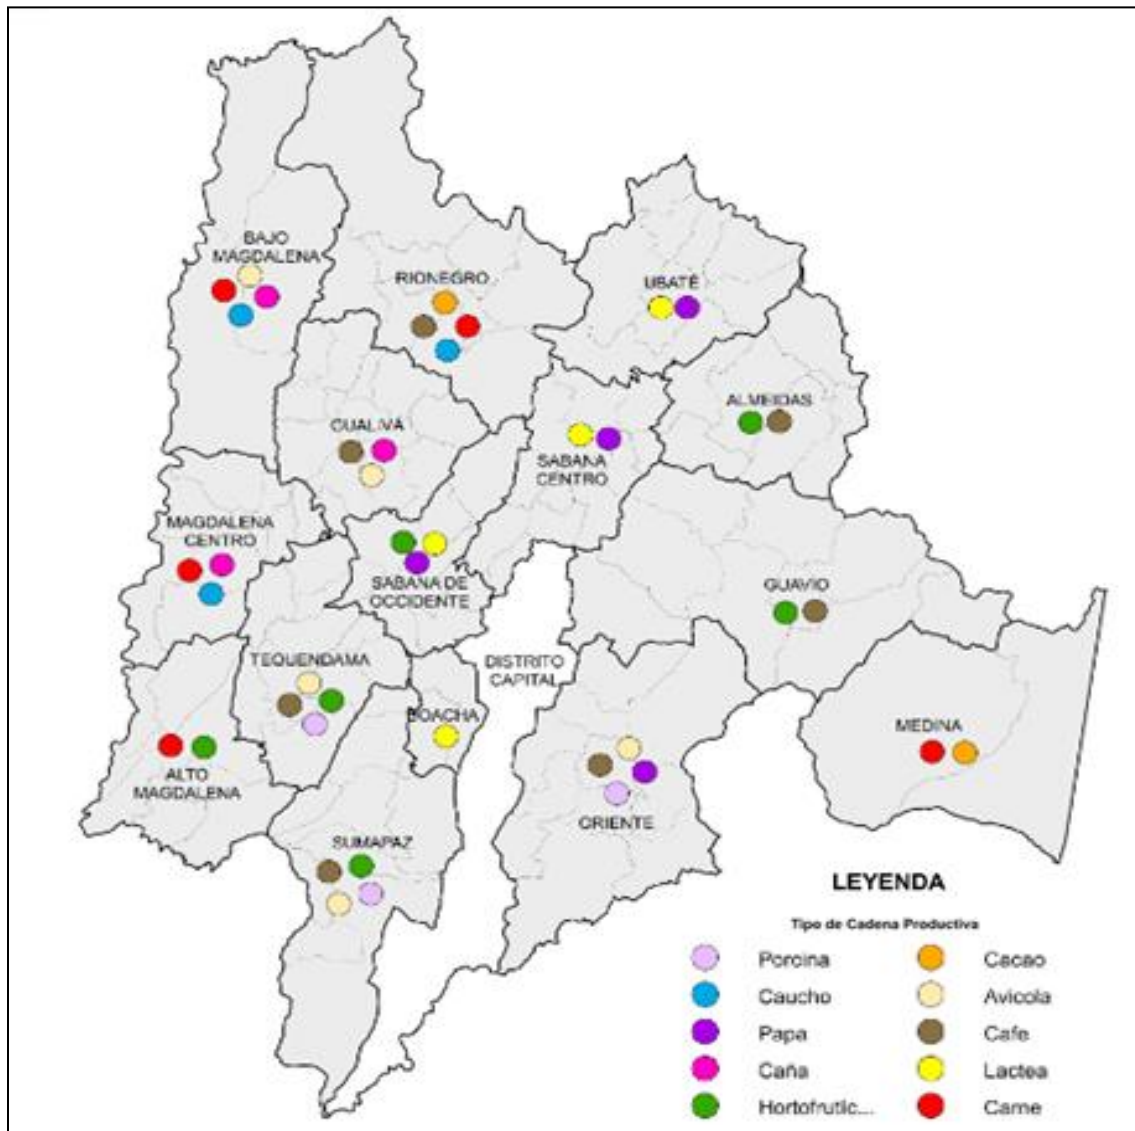 BAJO
MAGDALENA
RIONEGRO
UBATÉ
ALMEIDAS
GUALIVÁ
SABANA
CENTRO
MAGDALENA
CENTRO
SABANA DE
OCCIDENTE
GUAVIO
TEQUENDAMA
DISTRITO
CAPITAL
SOACHA
MEDINA
ALTO
MAGDALENA
ORIENTE
SUMAPAZ
LEYENDA
Tipo de Cadena Productiva
Porcina
Cacao
Caucho
Avicola
Papa
Cafe
Caña
Lactea
Hortofrutic...
Carne